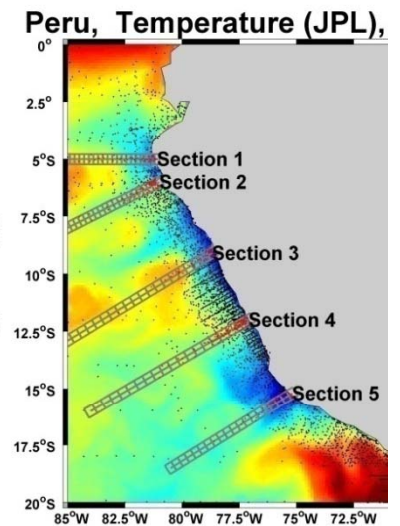 Peru, Temperature (JPL),
0°
2.5°
5°S
Section 1
Section 2
7.5°S
Section 3
10°S
Section 4
12.5°S
15°S
Section 5
17.5°S
20°S
85°W 82.5°W 80°W 77.5°W 75°W 72.5°W